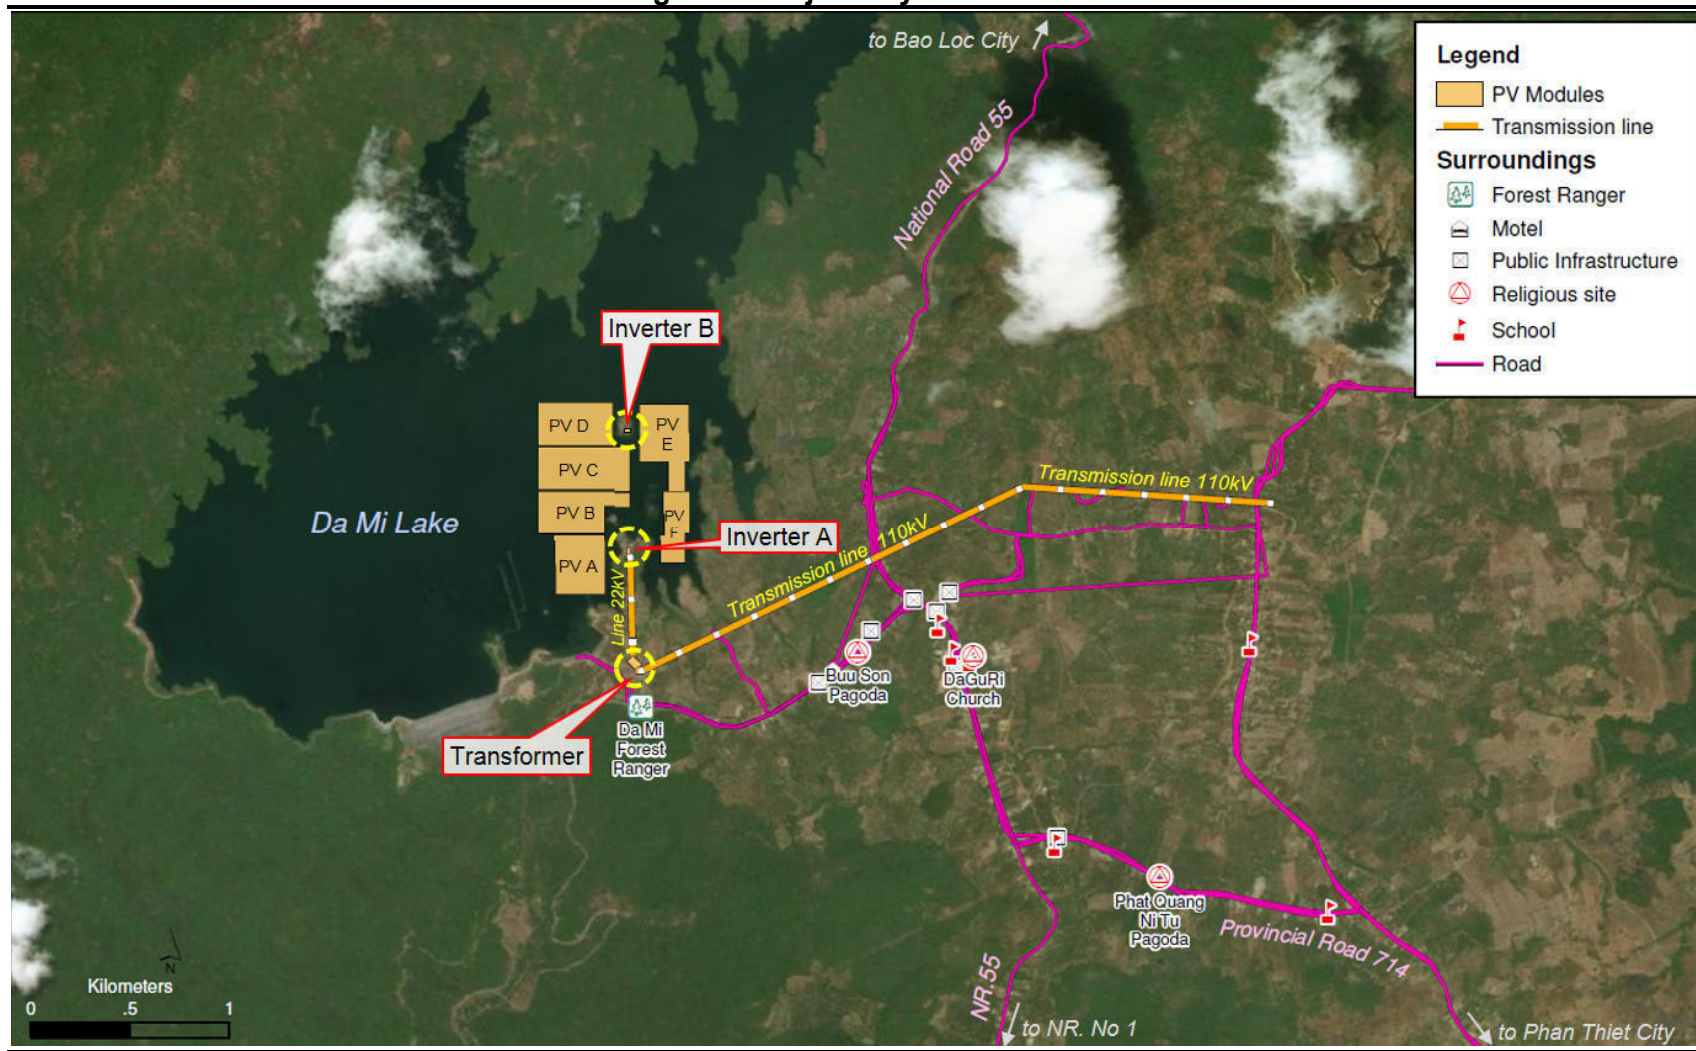 to Bao Loc City
National Road 55
Legend
PV Modules
Transmission line
Surroundings
Forest Ranger
Motel
Public Infrastructure
Religious site
School
Road
Inverter B
PV D
PV
E
PV C
PV B
PV
F
PV A
Da Mi Lake
Inverter A
Line 22kV
Transmission line 110kV
Transmission line 110kV
Transformer
Da Mi
Forest
Ranger
Buu Son
Pagoda
DaGuRi
Church
Phat Quang
Ni Tu
Pagoda
Provincial Road 714
NR.55
to NR. No 1
to Phan Thiet City
N
Kilometers
0 .5 1